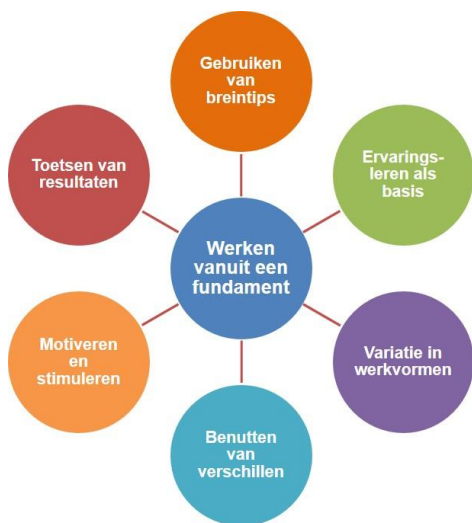 Gebruiken
van
breintips
Ervarings-
leren als
basis
Variatie in
werkvormen
Benutten
van
verschillen
Motiveren
en
stimuleren
Toetsen van
resultaten
Werken
vanuit een
fundament